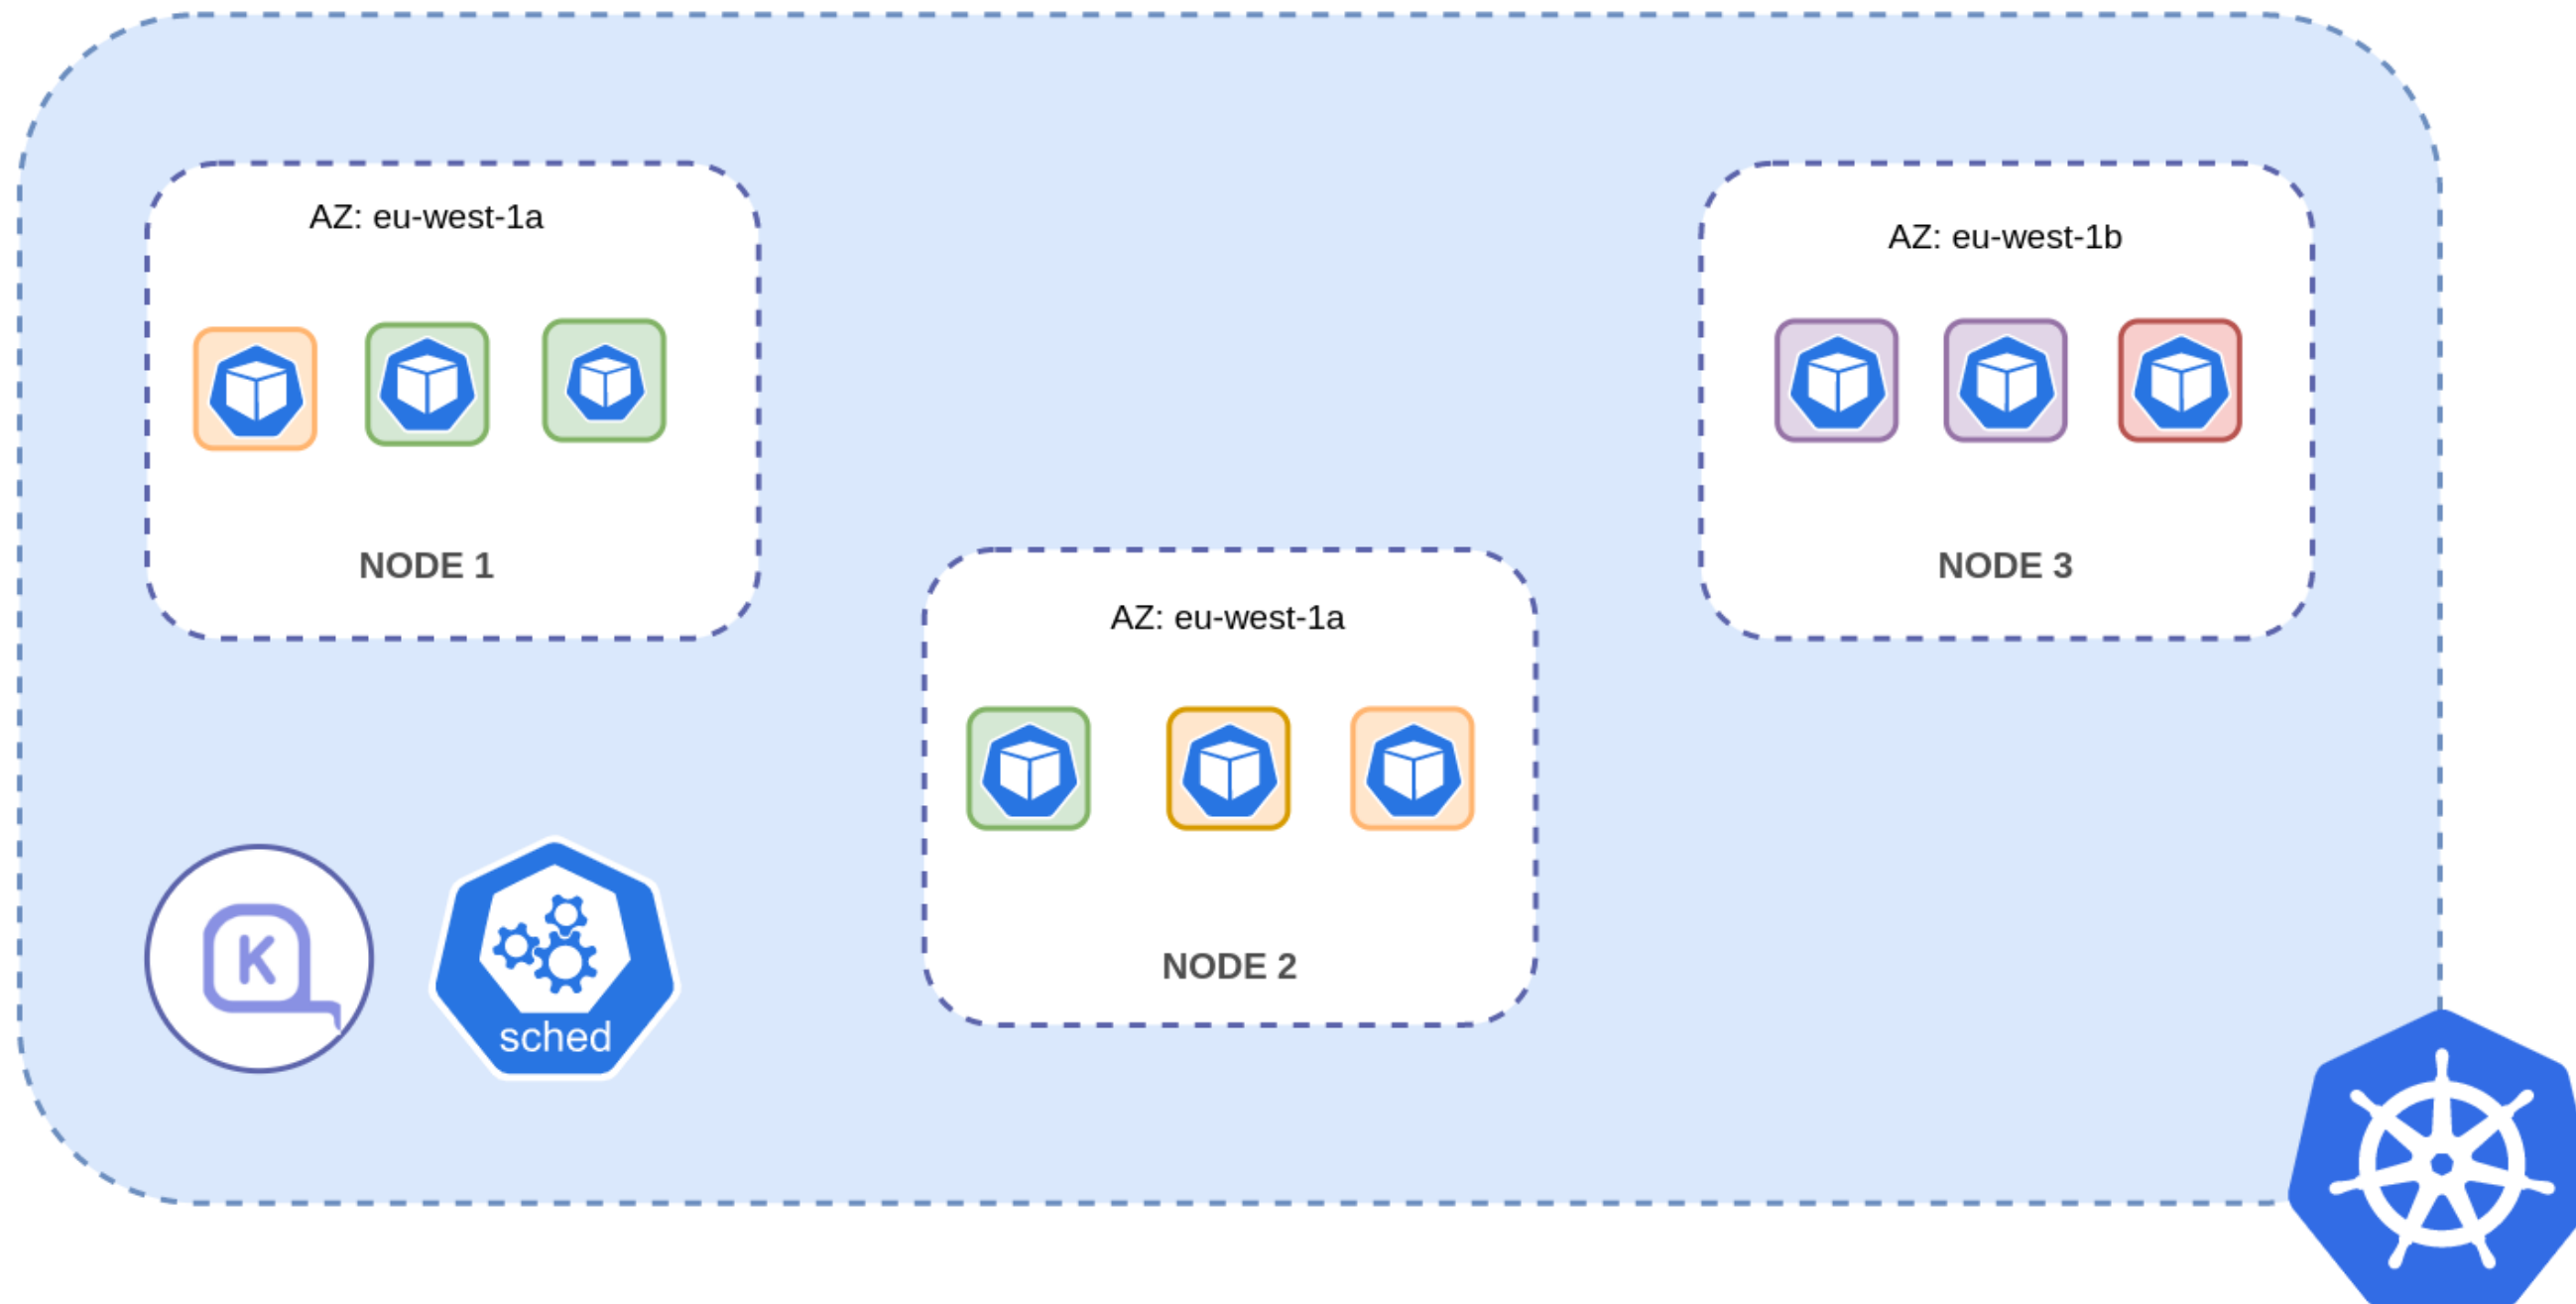 AZ: eu-west-1a
NODE 1
AZ: eu-west-1a
NODE 2
AZ: eu-west-1b
NODE 3
K
sched